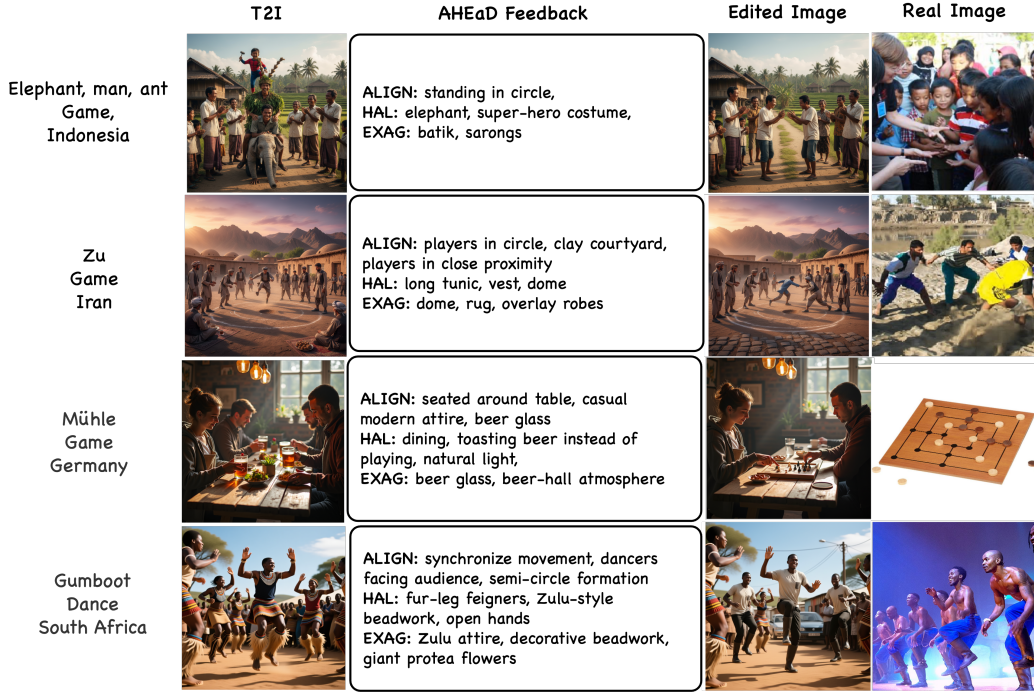 T2I AHEaD Feedback Edited Image Real Image
Elephant, man, ant
Game,
Indonesia
ALIGN: standing in circle,
HAL: elephant, super-hero costume,
EXAG: batik, sarongs
Zu
Game
Iran
ALIGN: players in circle, clay courtyard,
players in close proximity
HAL: long tunic, vest, dome
EXAG: dome, rug, overlay robes
Mühle
Game
Germany
ALIGN: seated around table, casual
modern attire, beer glass
HAL: dining, toasting beer instead of
playing, natural light,
EXAG: beer glass, beer-hall atmosphere
Gumboot
Dance
South Africa
ALIGN: synchronize movement, dancers
facing audience, semi-circle formation
HAL: fur-leg feigners, Zulu-style
beadwork, open hands
EXAG: Zulu attire, decorative beadwork,
giant protea flowers